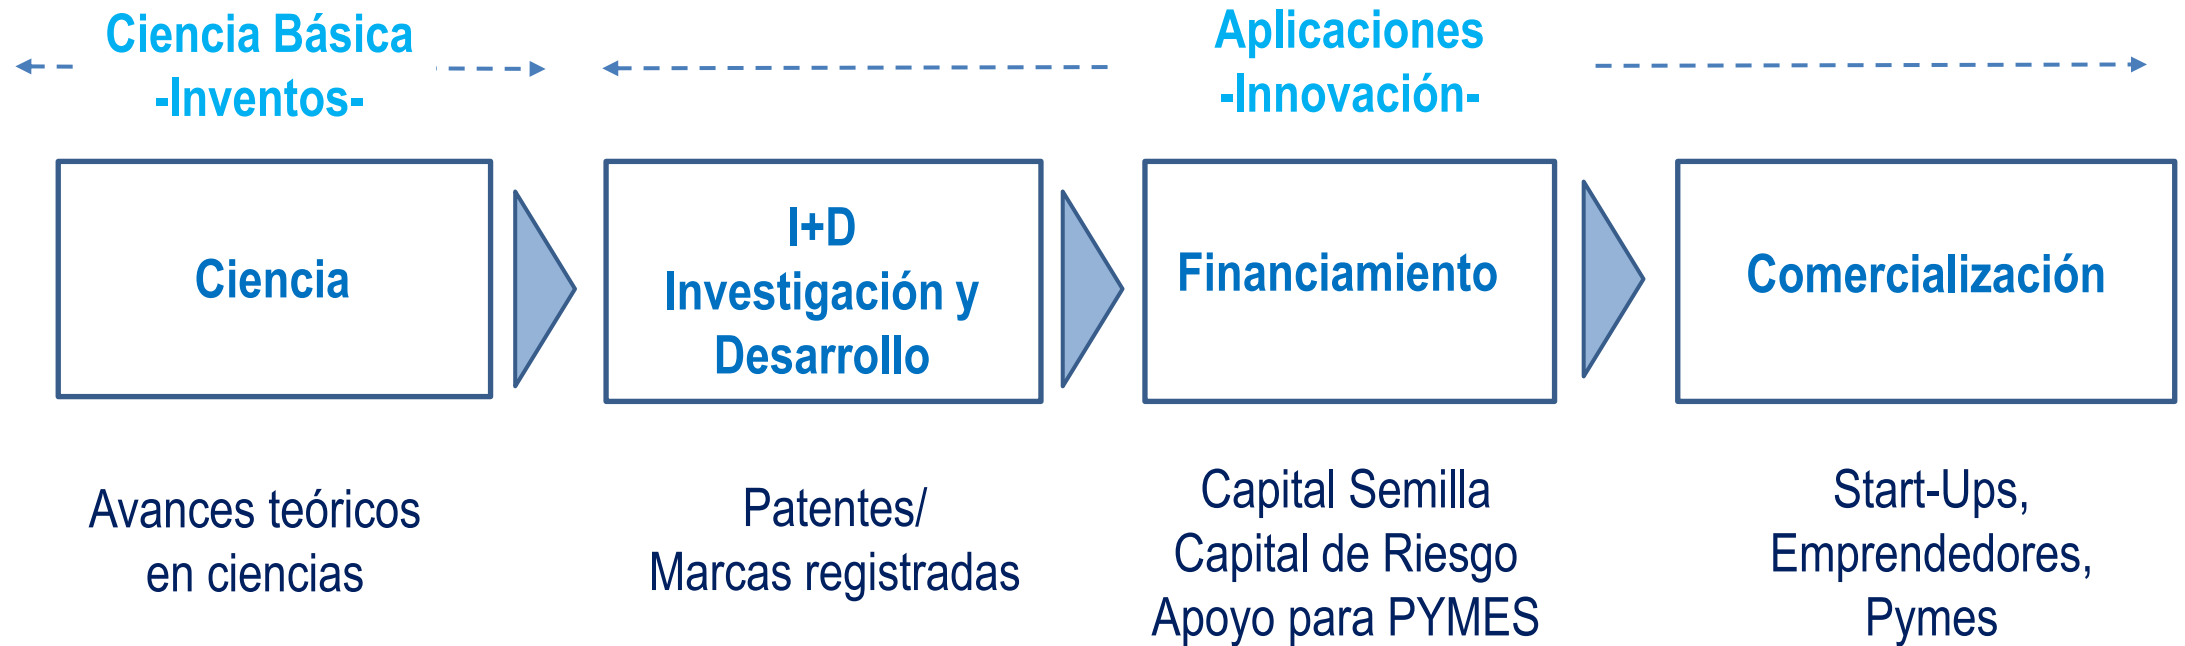 Ciencia Básica
-Inventos-
Aplicaciones
-Innovación-
Ciencia
I+D
Investigación y
Desarrollo
Financiamiento
Comercialización
Avances teóricos
en ciencias
Patentes/
Marcas registradas
Capital Semilla
Capital de Riesgo
Apoyo para PYMES
Start-Ups,
Emprendedores,
Pymes